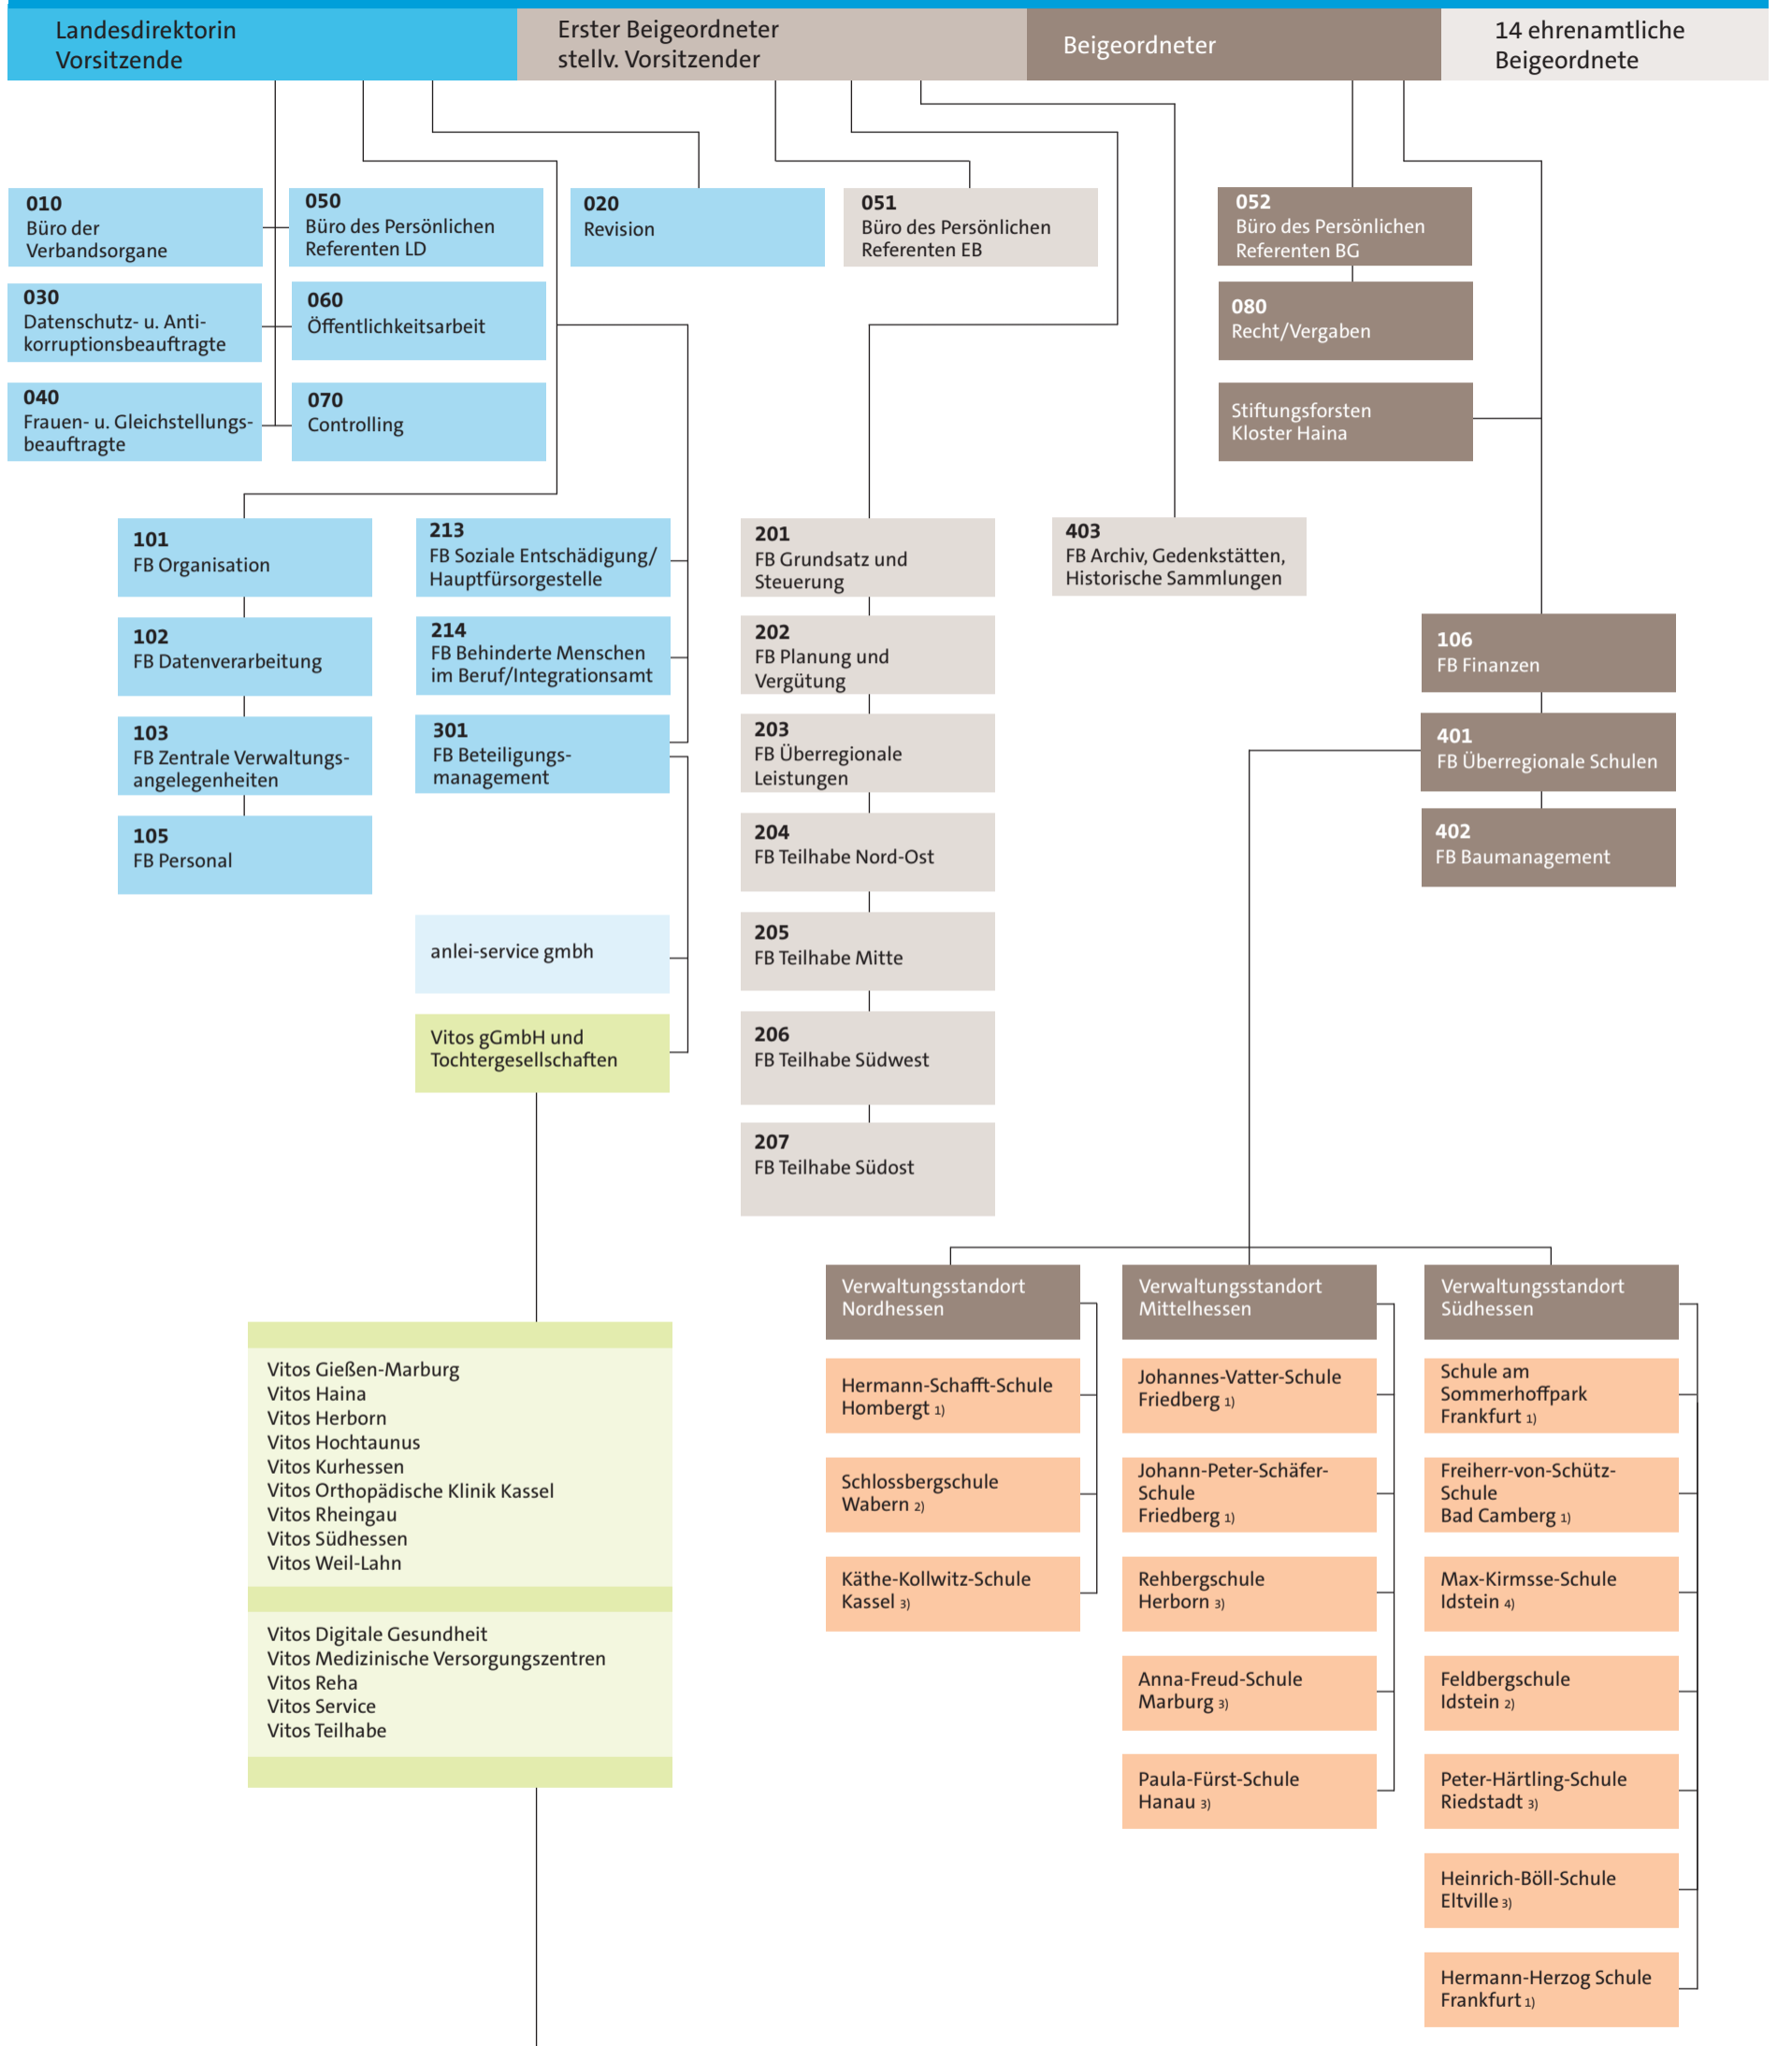 Landesdirektorin
Vorsitzende
Erster Beigeordneter
stellv. Vorsitzender
Beigeordneter
14 ehrenamtliche
Beigeordnete
010
Büro der
Verbandsorgane
050
Büro des Persönlichen
Referenten LD
020
Revision
051
Büro des Persönlichen
Referenten EB
052
Büro des Persönlichen
Referenten BG
030
Datenschutz- u. Anti-
korruptionsbeauftragte
060
Öffentlichkeitsarbeit
080
Recht/Vergaben
040
Frauen- u. Gleichstellungs-
beauftragte
070
Controlling
Stiftungsforsten
Kloster Haina
101
FB Organisation
102
FB Datenverarbeitung
103
FB Zentrale Verwaltungs-
angelegenheiten
105
FB Personal
213
FB Soziale Entschädigung/
Hauptfürsorgestelle
214
FB Behinderte Menschen
im Beruf/Integrationsamt
301
FB Beteiligungs-
management
anlei-service gmbh
Vitos gGmbH und
Tochtergesellschaften
201
FB Grundsatz und
Steuerung
202
FB Planung und
Vergütung
203
FB Überregionale
Leistungen
204
FB Teilhabe Nord-Ost
205
FB Teilhabe Mitte
206
FB Teilhabe Südwest
207
FB Teilhabe Südost
403
FB Archiv, Gedenkstätten,
Historische Sammlungen
106
FB Finanzen
401
FB Überregionale Schulen
402
FB Baumanagement
Vitos Gießen-Marburg
Vitos Haina
Vitos Herborn
Vitos Hochtaunus
Vitos Kurhessen
Vitos Orthopädische Klinik Kassel
Vitos Rheingau
Vitos Südhessen
Vitos Weil-Lahn
Vitos Digitale Gesundheit
Vitos Medizinische Versorgungszentren
Vitos Reha
Vitos Service
Vitos Teilhabe
Verwaltungsstandort
Nordhessen
Hermann-Schafft-Schule
Hombergt 1)
Schlossbergschule
Wabern 2)
Käthe-Kollwitz-Schule
Kassel 3)
Verwaltungsstandort
Mittelhessen
Johannes-Vatter-Schule
Friedberg 1)
Johann-Peter-Schäfer-
Schule
Friedberg 1)
Rehbergschule
Herborn 3)
Anna-Freud-Schule
Marburg 3)
Paula-Fürst-Schule
Hanau 3)
Verwaltungsstandort
Südhessen
Schule am
Sommerhoffpark
Frankfurt 1)
Freiherr-von-Schütz-
Schule
Bad Camberg 1)
Max-Kirmsse-Schule
Idstein 4)
Feldbergschule
Idstein 2)
Peter-Härtling-Schule
Riedstadt 3)
Heinrich-Böll-Schule
Eltville 3)
Hermann-Herzog Schule
Frankfurt 1)